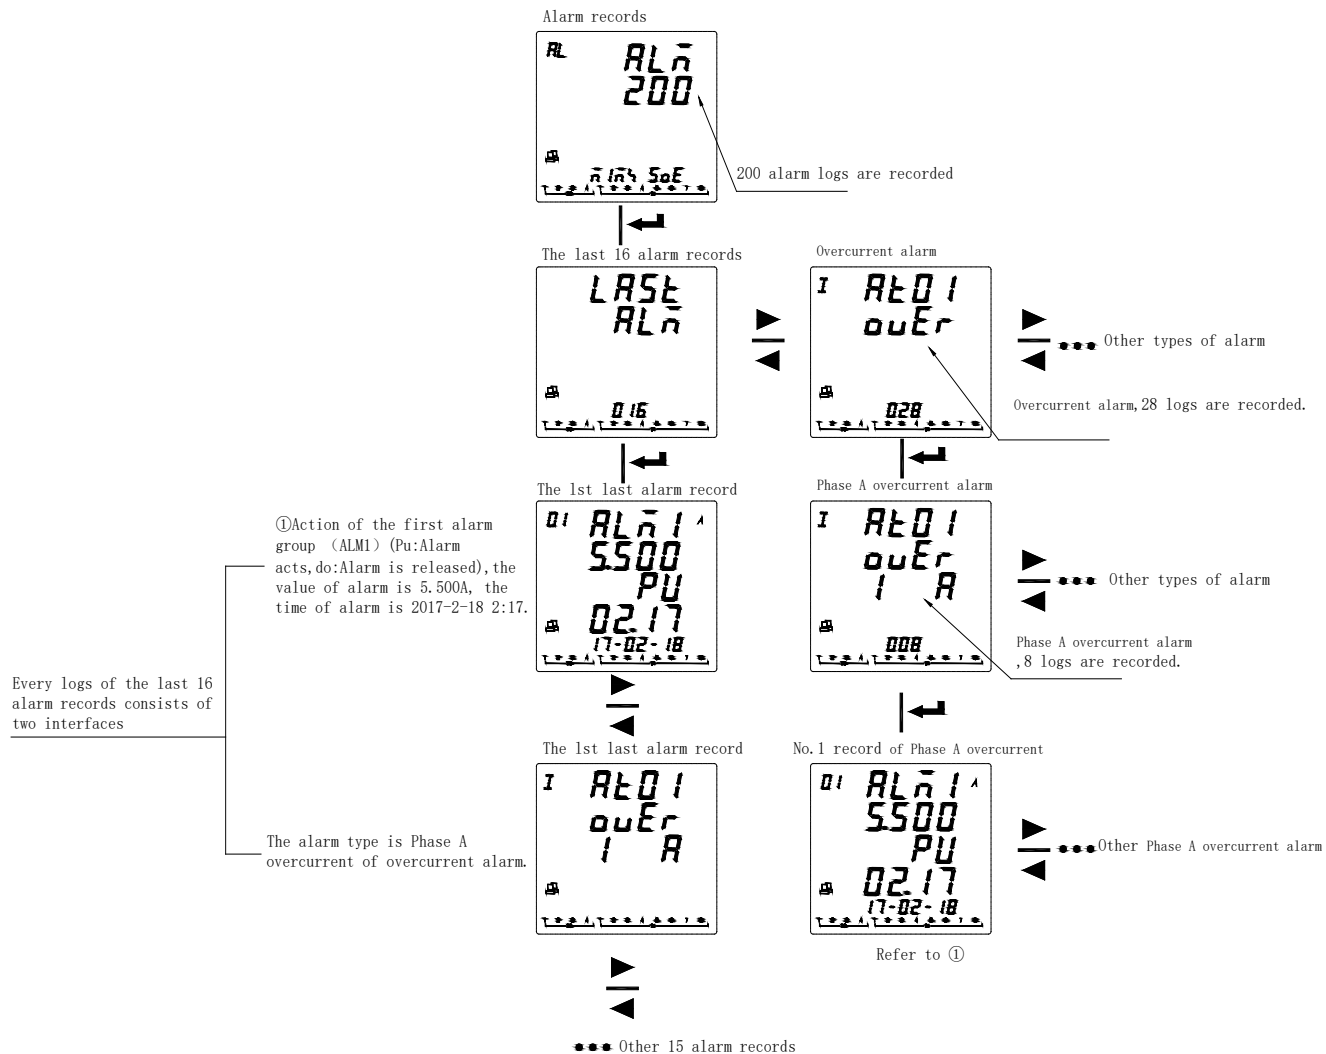 Alarm records
AL
ALm
200
200 alarm logs are recorded
SoE
The last 16 alarm records
LASt
ALm
016
Overcurrent alarm
I
At01
ouEr
028
Other types of alarm
Overcurrent alarm,28 logs are recorded.
The 1st last alarm record
01
ALm1
A
5.500
PU
02.17
17-02-18
①Action of the first alarm
group （ALM1）(Pu:Alarm
acts,do:Alarm is released),the
value of alarm is 5.500A, the
time of alarm is 2017-2-18 2:17.
Phase A overcurrent alarm
I
At01
ouEr
1 A
008
Other types of alarm
Phase A overcurrent alarm
,8 logs are recorded.
Every logs of the last 16
alarm records consists of
two interfaces
The 1st last alarm record
I
At01
ouEr
1 A
The alarm type is Phase A
overcurrent of overcurrent alarm.
No.1 record of Phase A overcurrent
01
ALm1
A
5.500
PU
02.17
17-02-18
Other Phase A overcurrent alarm
Refer to ①
Other 15 alarm records